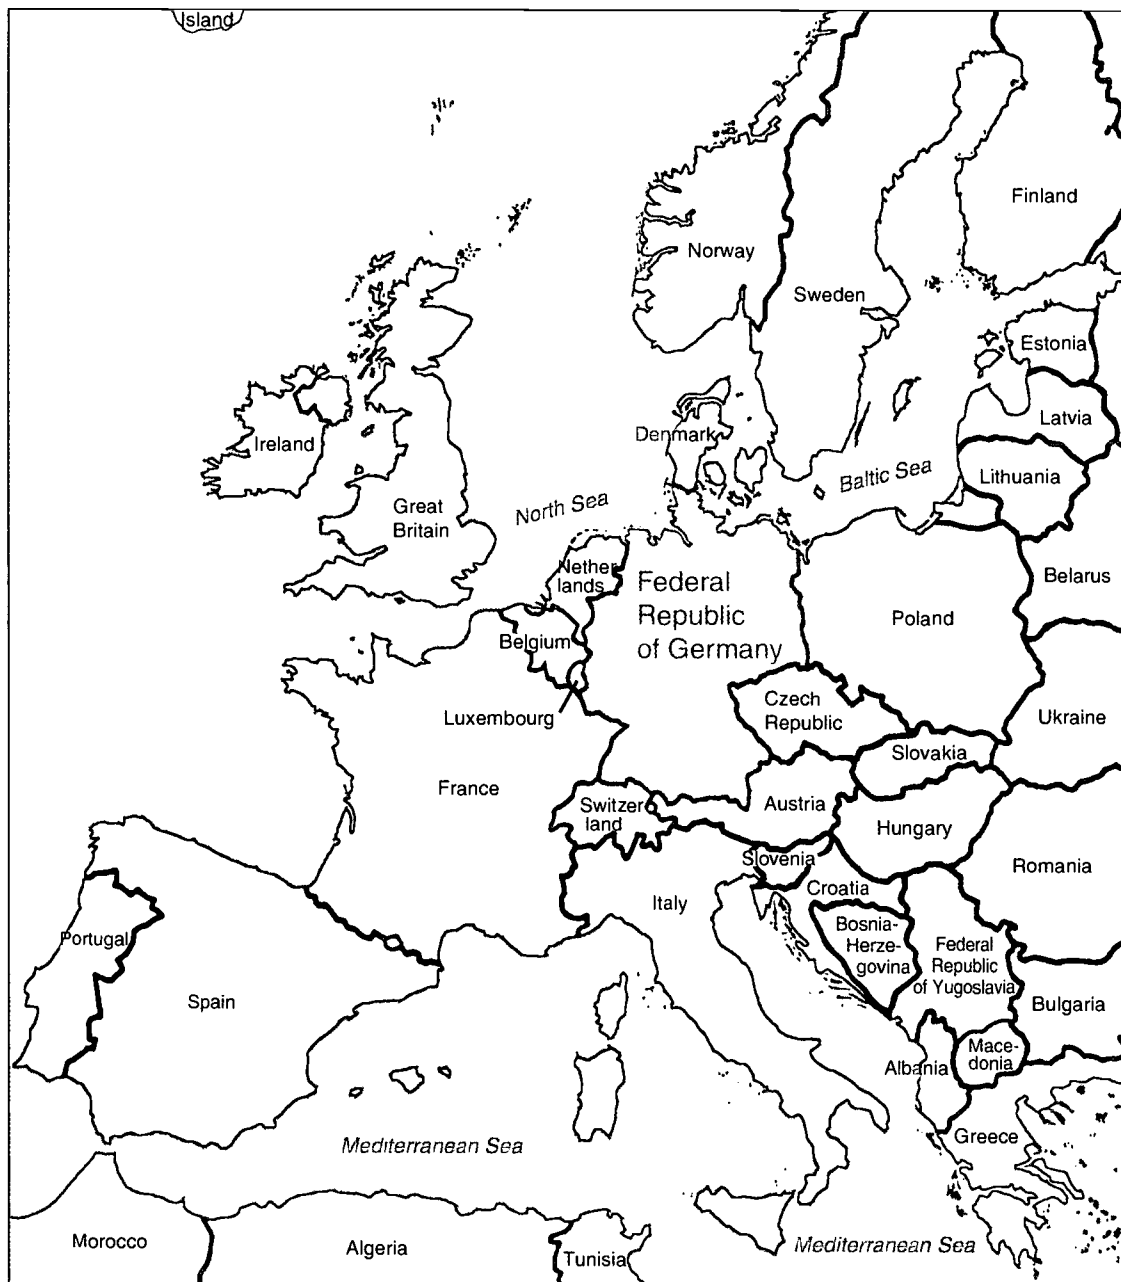 Island
Finland
Norway
Sweden
Estonia
Latvia
Denmark
Ireland
Baltic Sea
Lithuania
North Sea
Great
Britain
Nether
lands
Federal
Republic
of Germany
Belarus
Poland
Belgium
Czech
Republic
Luxembourg
Ukraine
Slovakia
France
Switzer
land
Austria
Hungary
Slovenia
Romania
Croatia
Italy
Portugal
Bosnia-
Herze-
govina
Federal
Republic
of Yugoslavia
Spain
Bulgaria
Mace-
donia
Albania
Greece
Mediterranean Sea
Morocco
Algeria
Tunisia
Mediterranean Sea